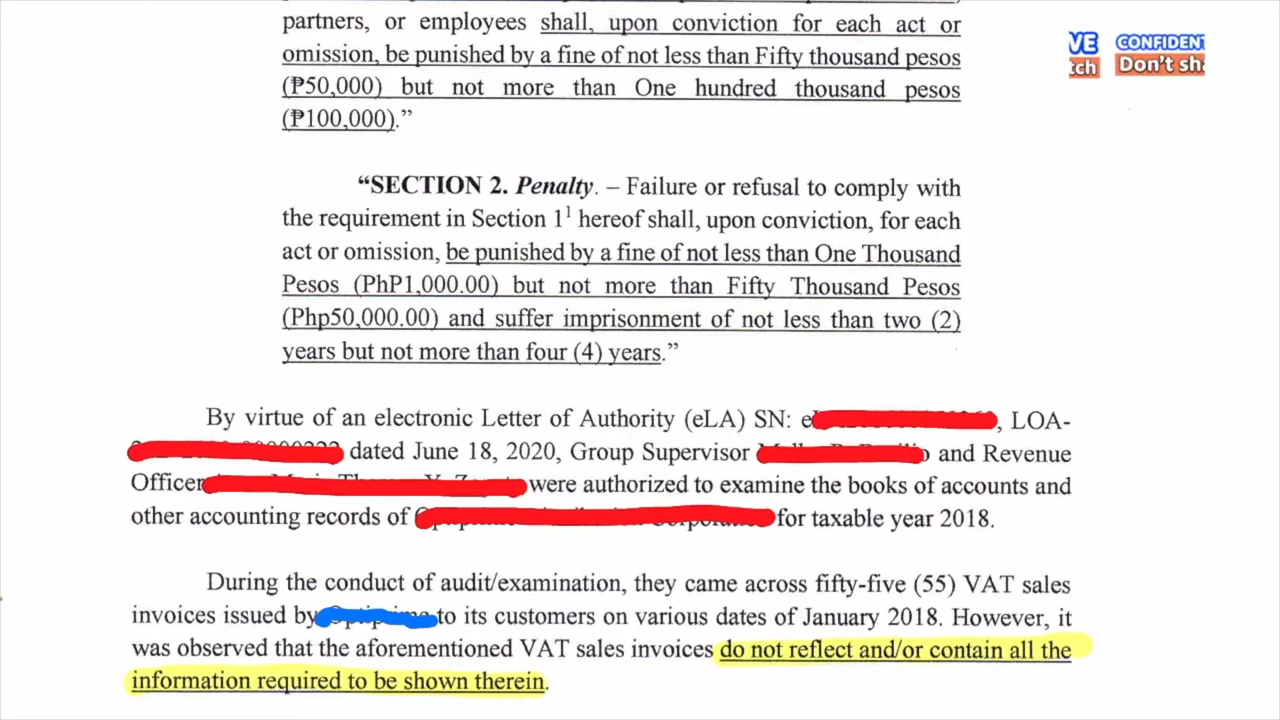 partners, or employees shall, upon conviction for each act or
omission, be punished by a fine of not less than Fifty thousand pesos
(₱50,000) but not more than One hundred thousand pesos
(₱100,000).”
VE CONFIDENT
tch Don't sh
“SECTION 2. Penalty. – Failure or refusal to comply with
the requirement in Section 1¹ hereof shall, upon conviction, for each
act or omission, be punished by a fine of not less than One Thousand
Pesos (PhP1,000.00) but not more than Fifty Thousand Pesos
(Php50,000.00) and suffer imprisonment of not less than two (2)
years but not more than four (4) years.”
By virtue of an electronic Letter of Authority (eLA) SN: , LOA-
dated June 18, 2020, Group Supervisor and Revenue
Officer were authorized to examine the books of accounts and
other accounting records of for taxable year 2018.
During the conduct of audit/examination, they came across fifty-five (55) VAT sales
invoices issued by to its customers on various dates of January 2018. However, it
was observed that the aforementioned VAT sales invoices do not reflect and/or contain all the
information required to be shown therein.